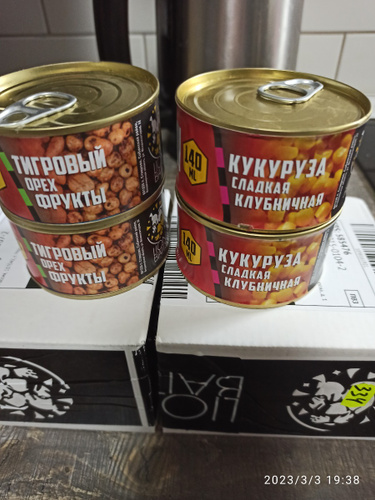 ТИГРОВЫЙ
ОРЕХ
ФРУКТЫ
140
ML
КУКУРУЗА
СЛАДКАЯ
КЛУБНИЧНАЯ
ТИГРОВЫЙ
ОРЕХ
ФРУКТЫ
140
ML
КУКУРУЗА
СЛАДКАЯ
КЛУБНИЧНАЯ
334
2023/3/3 19:38